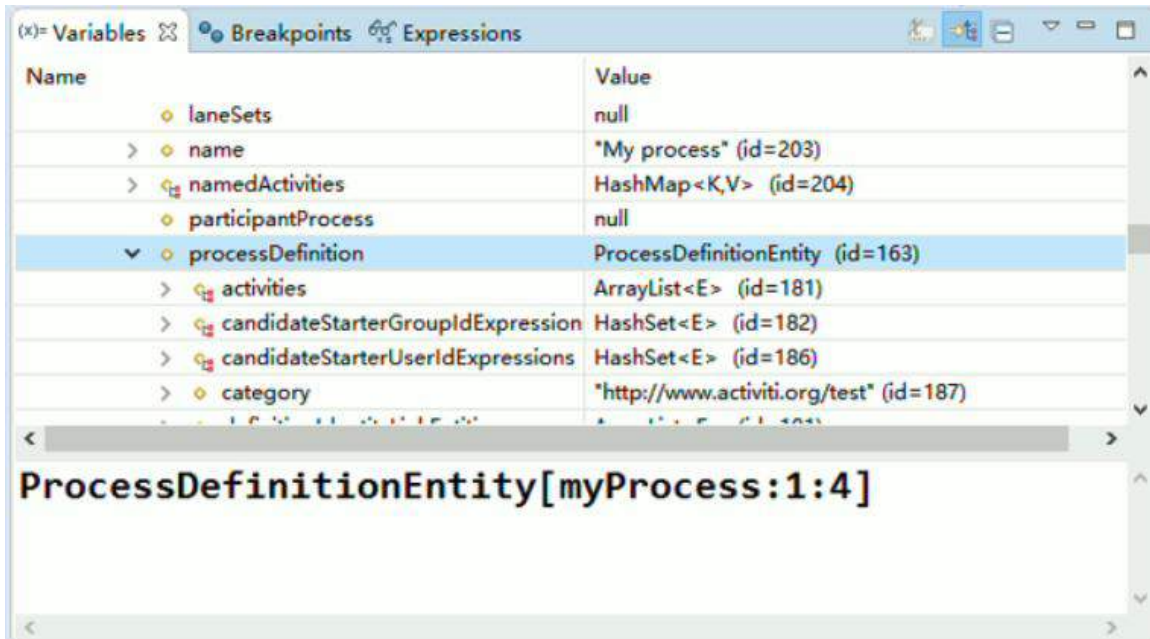 (x)= Variables Breakpoints Expressions
Name Value
laneSets null
name "My process" (id=203)
namedActivities HashMap<K,V> (id=204)
participantProcess null
processDefinition ProcessDefinitionEntity (id=163)
activities ArrayList<E> (id=181)
candidateStarterGroupIdExpression HashSet<E> (id=182)
candidateStarterUserIdExpressions HashSet<E> (id=186)
category "http://www.activiti.org/test" (id=187)
ProcessDefinitionEntity[myProcess:1:4]